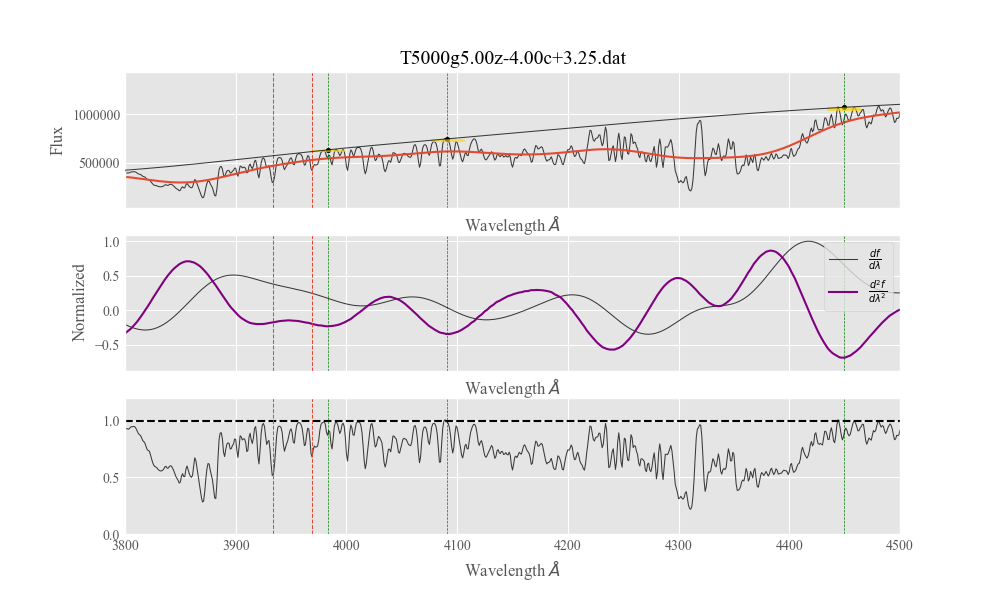 T5000g5.00z-4.00c+3.25.dat
Flux
1000000
500000
Wavelength Å
Normalized
1.0
0.5
0.0
−0.5
df/dλ
d²f/dλ²
Wavelength Å
1.0
0.5
0.0
3800 3900 4000 4100 4200 4300 4400 4500
Wavelength Å